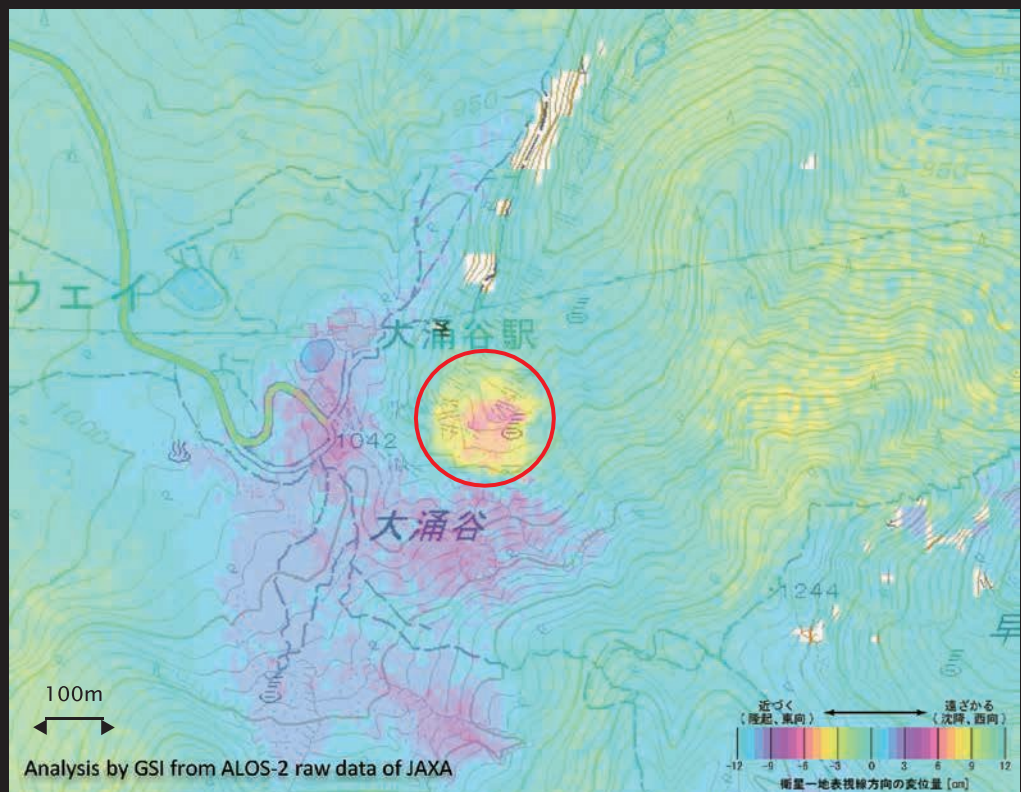 950
950
ウェイ
大涌谷駅
1042
1000
大涌谷
1244
早
100m
近づく
(隆起、東向)
遠ざかる
(沈降、西向)
-12 -9 -6 -3 0 3 6 9 12
衛星－地表視線方向の変位量 [cm]
Analysis by GSI from ALOS-2 raw data of JAXA